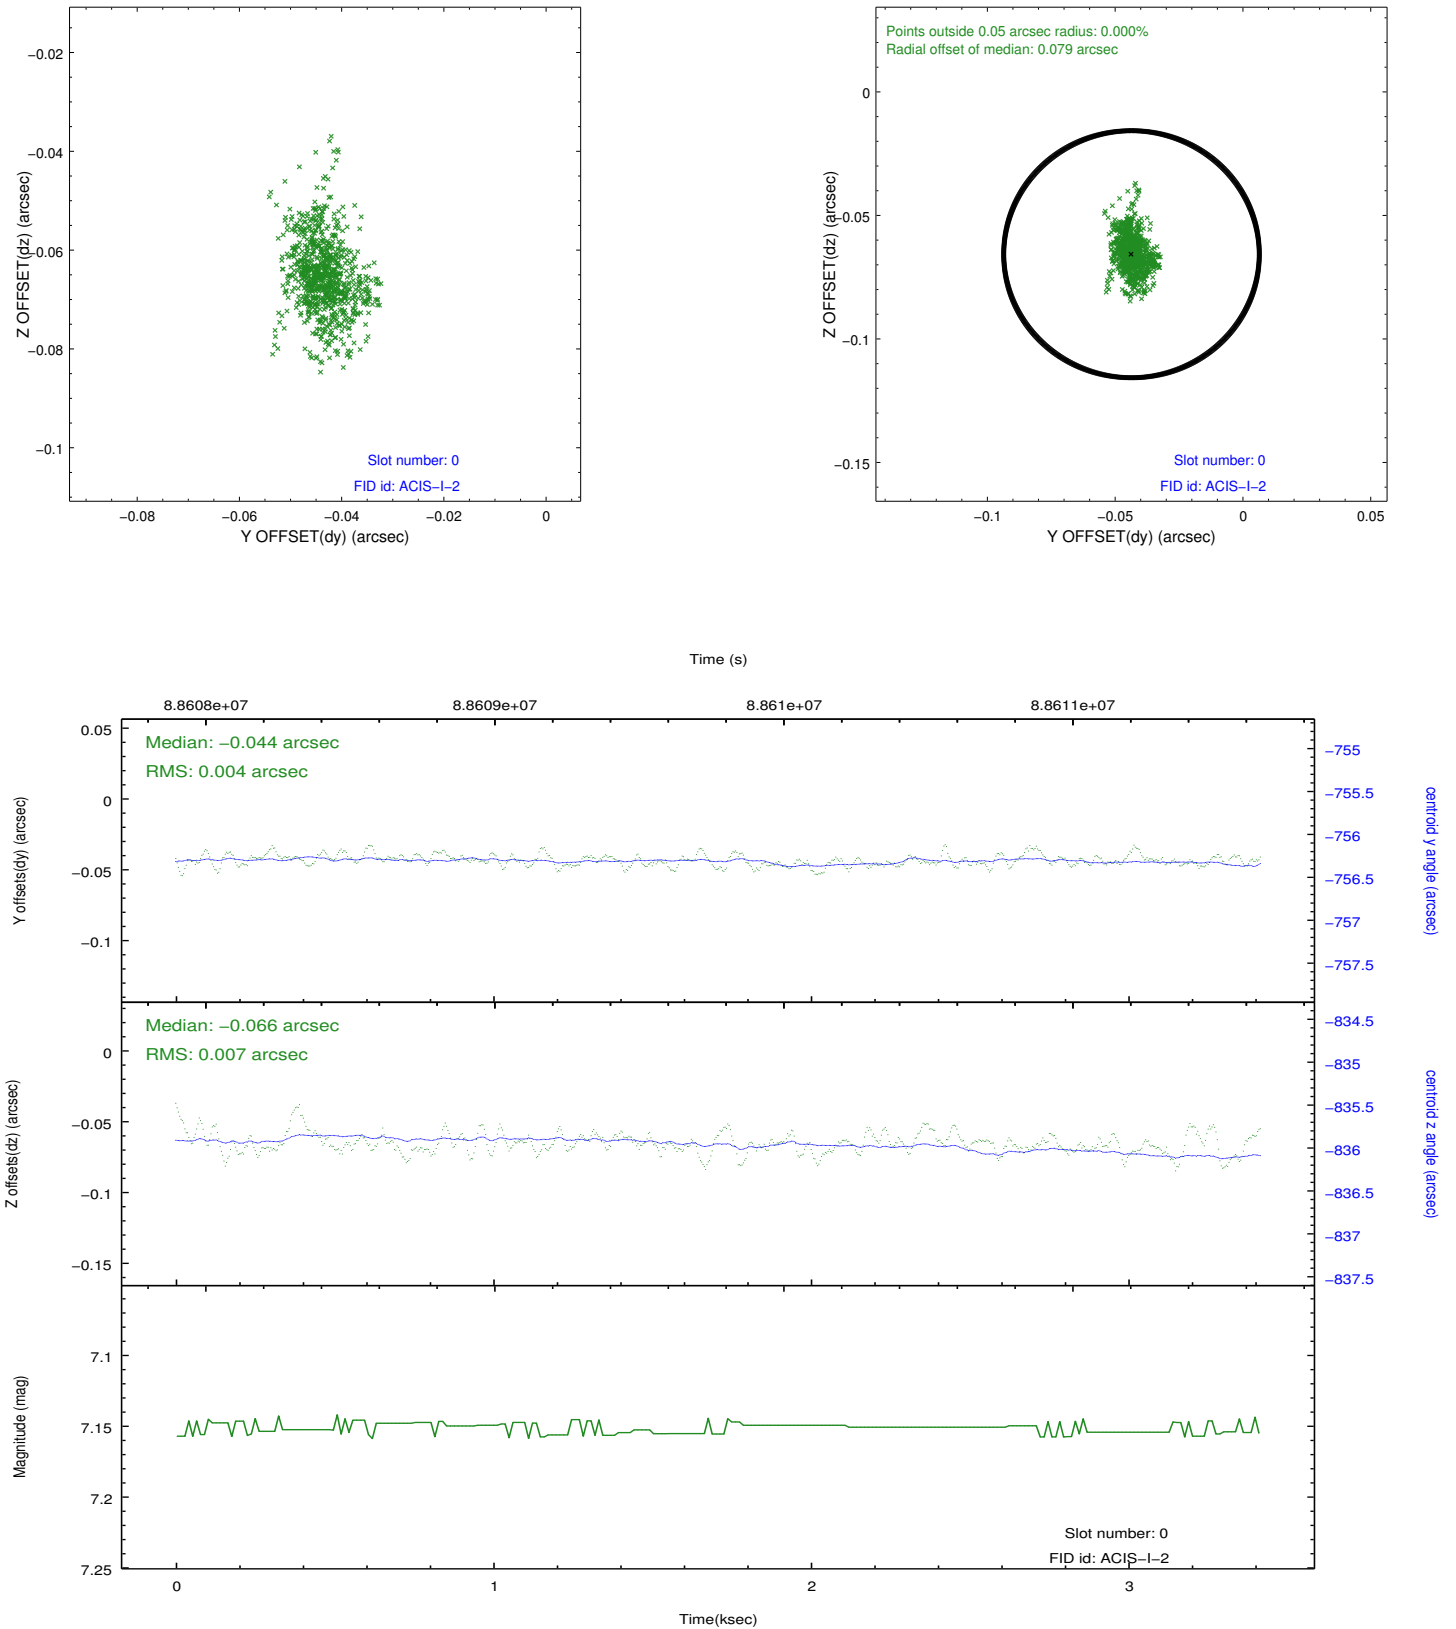 −0.02
−0.04
−0.06
−0.08
−0.1
Z OFFSET(dz) (arcsec)
Slot number: 0
FID id: ACIS−I−2
−0.08
−0.06
−0.04
−0.02
0
Y OFFSET(dy) (arcsec)
Points outside 0.05 arcsec radius: 0.000%
Radial offset of median: 0.079 arcsec
0
−0.05
−0.1
−0.15
Z OFFSET(dz) (arcsec)
Slot number: 0
FID id: ACIS−I−2
−0.1
−0.05
0
0.05
Y OFFSET(dy) (arcsec)
Time (s)
8.8608e+07
8.8609e+07
8.861e+07
8.8611e+07
Median: −0.044 arcsec
RMS: 0.004 arcsec
0.05
0
−0.05
−0.1
Y offsets(dy) (arcsec)
−755
−755.5
−756
−756.5
−757
−757.5
centroid y angle (arcsec)
Median: −0.066 arcsec
RMS: 0.007 arcsec
0
−0.05
−0.1
−0.15
Z offsets(dz) (arcsec)
−834.5
−835
−835.5
−836
−836.5
−837
−837.5
centroid z angle (arcsec)
7.1
7.15
7.2
7.25
Magnitude (mag)
Slot number: 0
FID id: ACIS−I−2
0
1
2
3
Time(ksec)